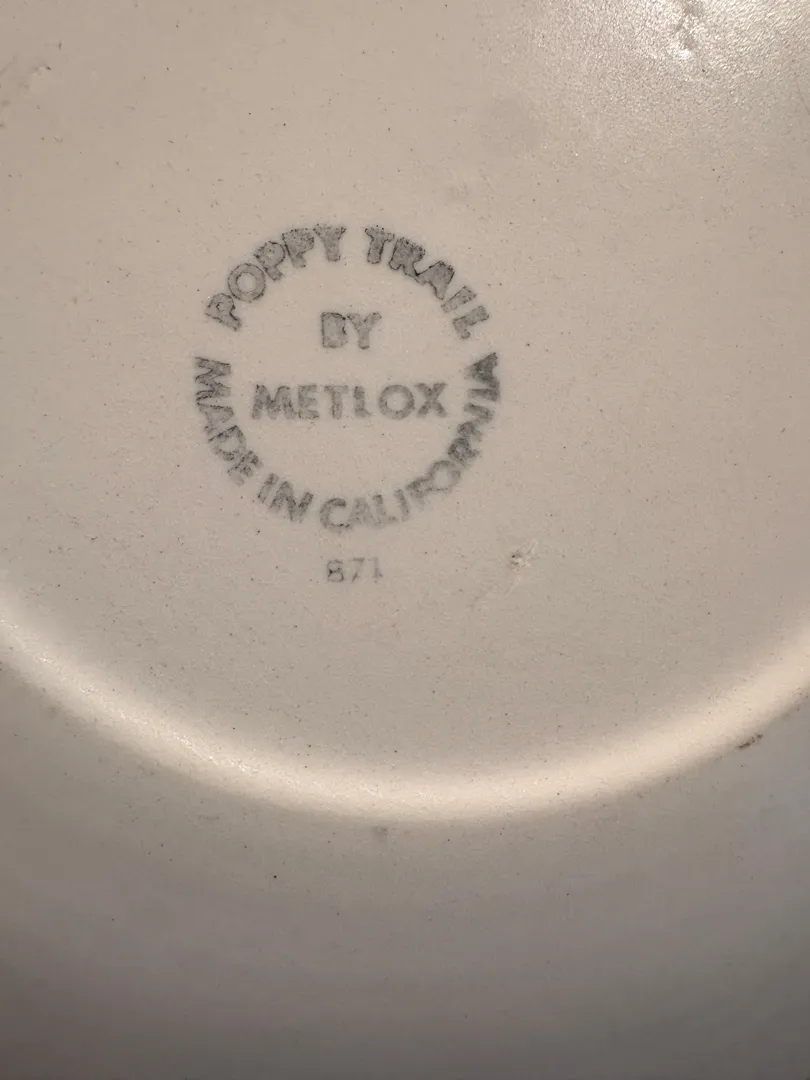 POPPY TRAIL
BY
METLOX
MADE IN CALIFORNIA
871